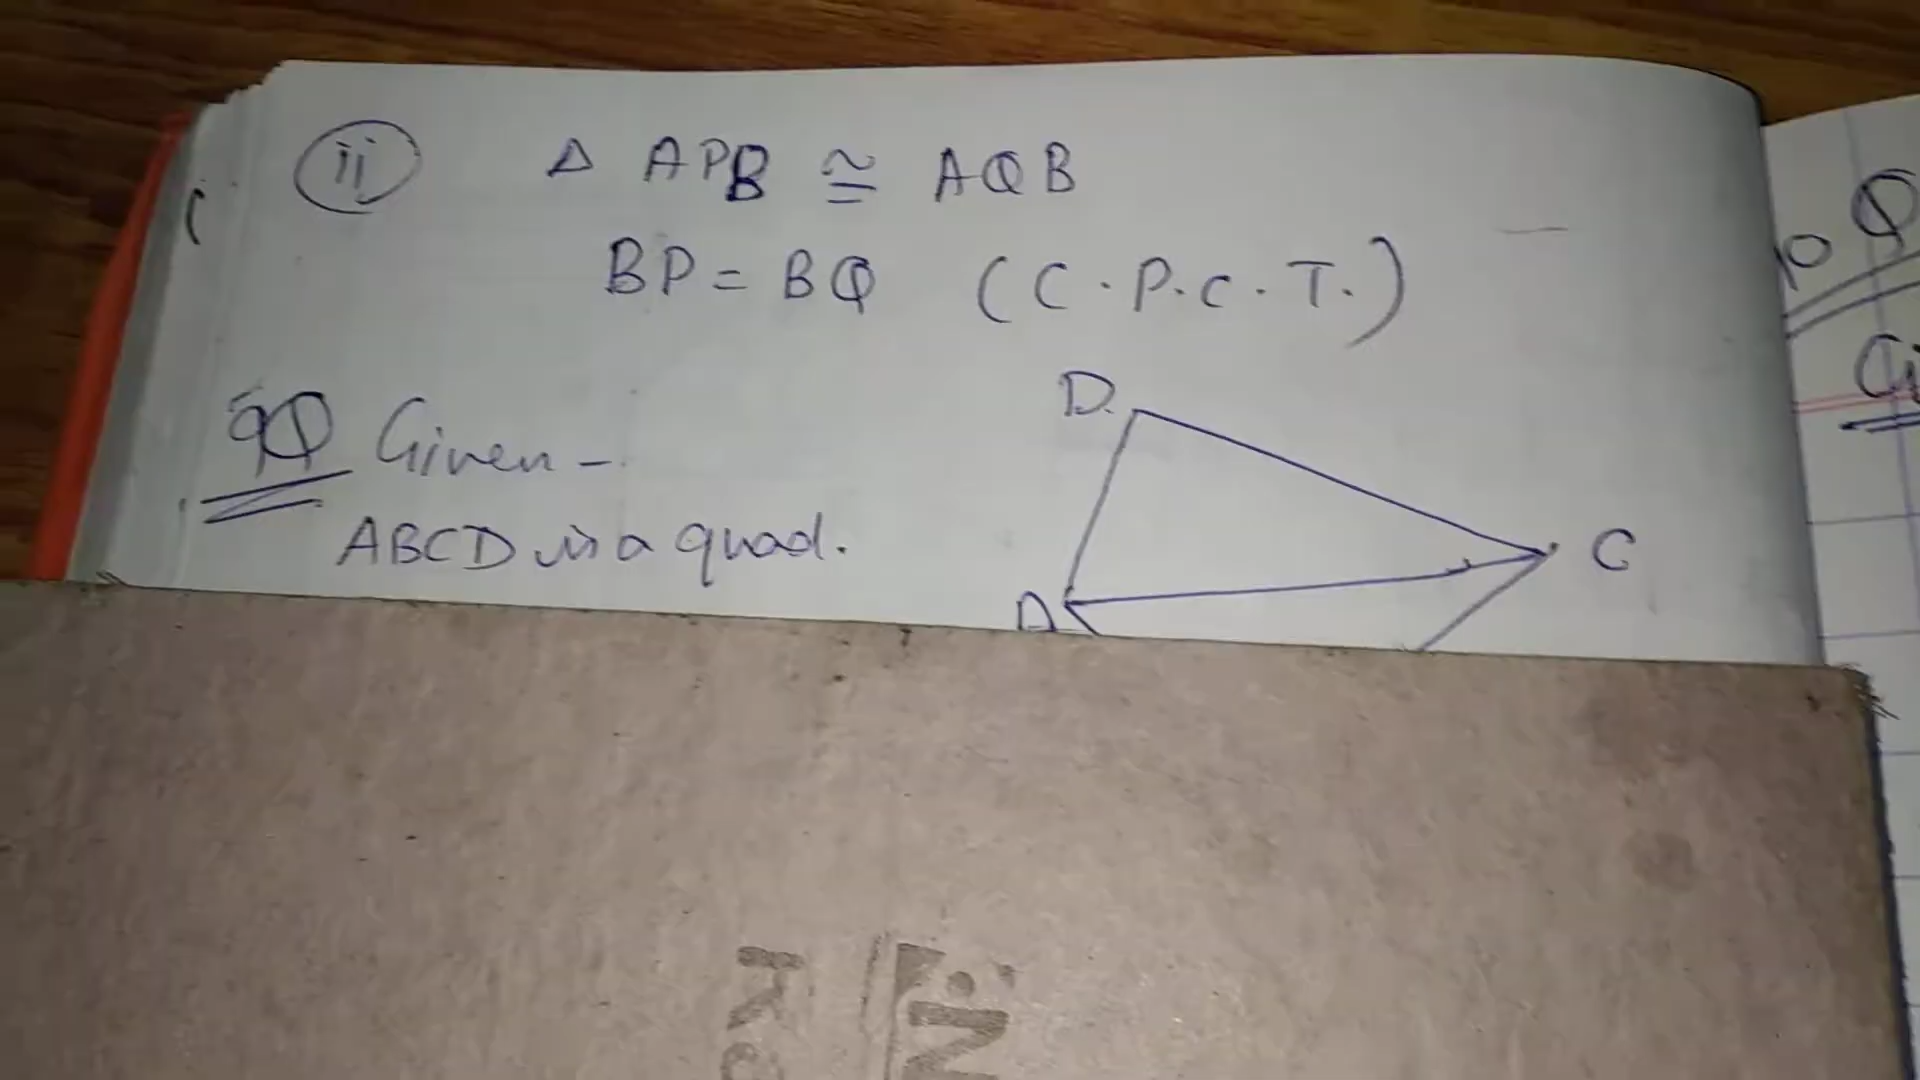 ii Δ APB ≅ AQB
BP = BQ (C.P.C.T.)
9Q Given -
ABCD is a quad.
D
C
A